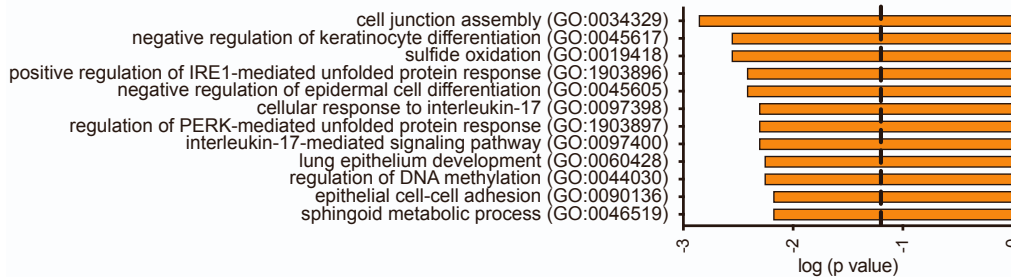 cell junction assembly (GO:0034329)
negative regulation of keratinocyte differentiation (GO:0045617)
sulfide oxidation (GO:0019418)
positive regulation of IRE1-mediated unfolded protein response (GO:1903896)
negative regulation of epidermal cell differentiation (GO:0045605)
cellular response to interleukin-17 (GO:0097398)
regulation of PERK-mediated unfolded protein response (GO:1903897)
interleukin-17-mediated signaling pathway (GO:0097400)
lung epithelium development (GO:0060428)
regulation of DNA methylation (GO:0044030)
epithelial cell-cell adhesion (GO:0090136)
sphingoid metabolic process (GO:0046519)
-3 -2 -1 0
log (p value)